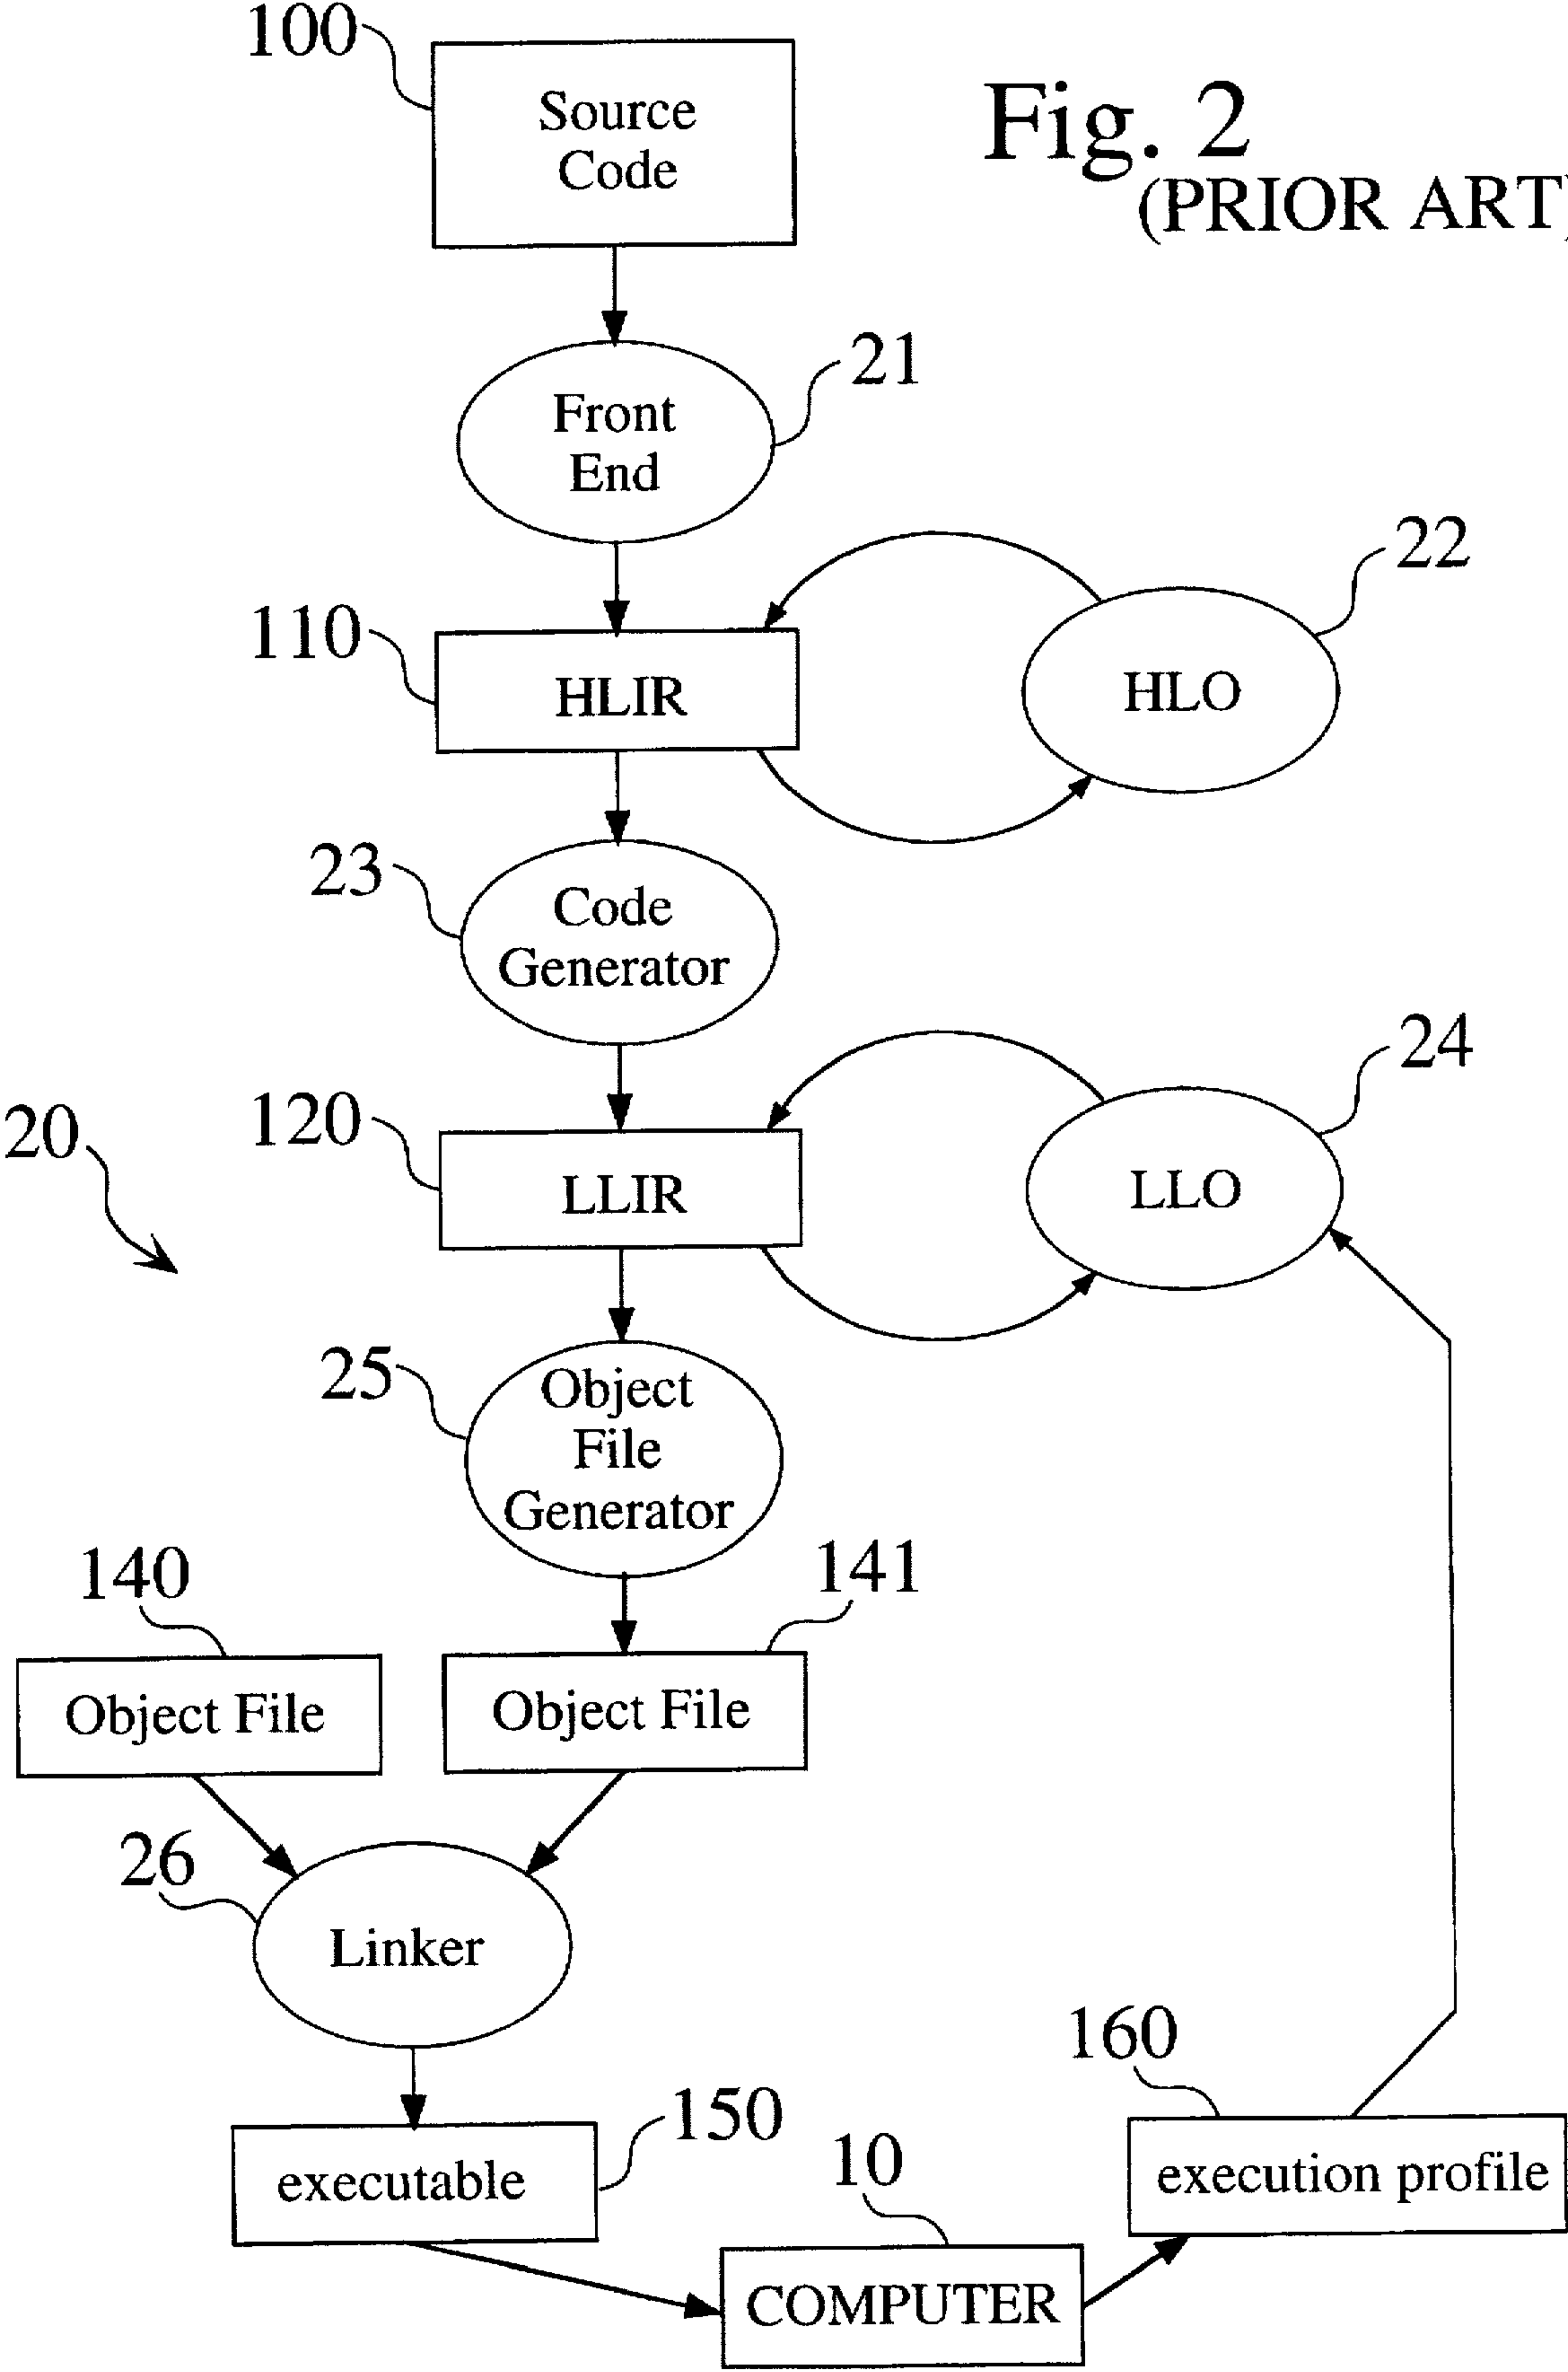 100
Source
Code
Fig. 2
(PRIOR ART)
21
Front
End
22
110
HLIR
HLO
23
Code
Generator
24
20
120
LLIR
LLO
25
Object
File
Generator
140
141
Object File
Object File
26
Linker
160
150
10
executable
execution profile
COMPUTER